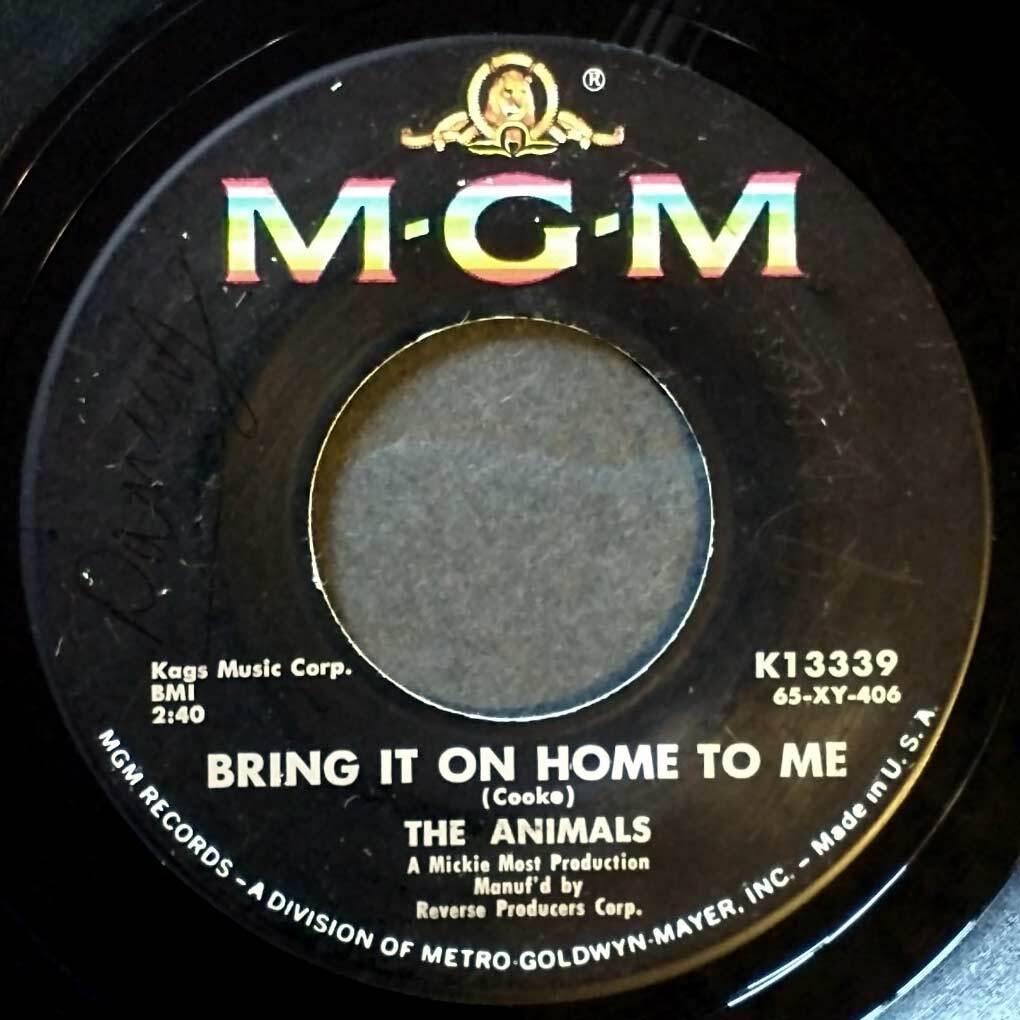 ®
M·G·M
Danny
Kags Music Corp.
BMI
2:40
K13339
65-XY-406
BRING IT ON HOME TO ME
(Cooke)
THE ANIMALS
A Mickie Most Production
Manuf'd by
Reverse Producers Corp.
MGM RECORDS – A DIVISION OF METRO-GOLDWYN-MAYER, INC. – Made in U.S.A.